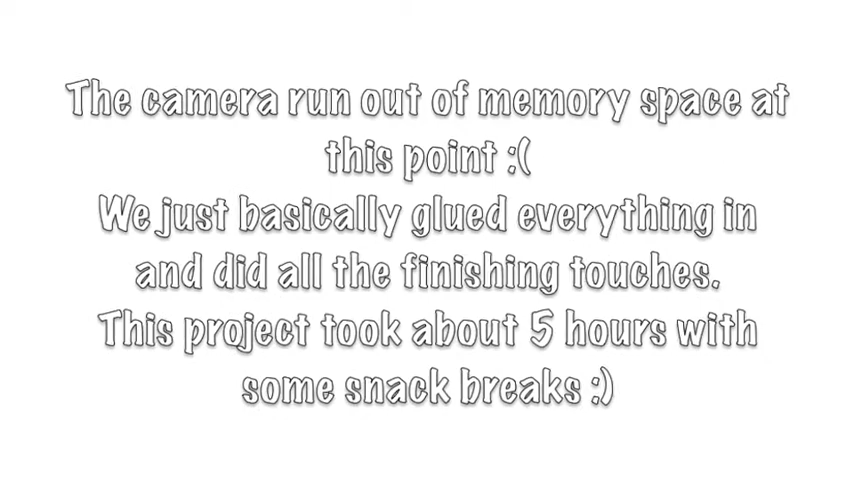 The camera run out of memory space at
this point :(
We just basically glued everything in
and did all the finishing touches.
This project took about 5 hours with
some snack breaks :)